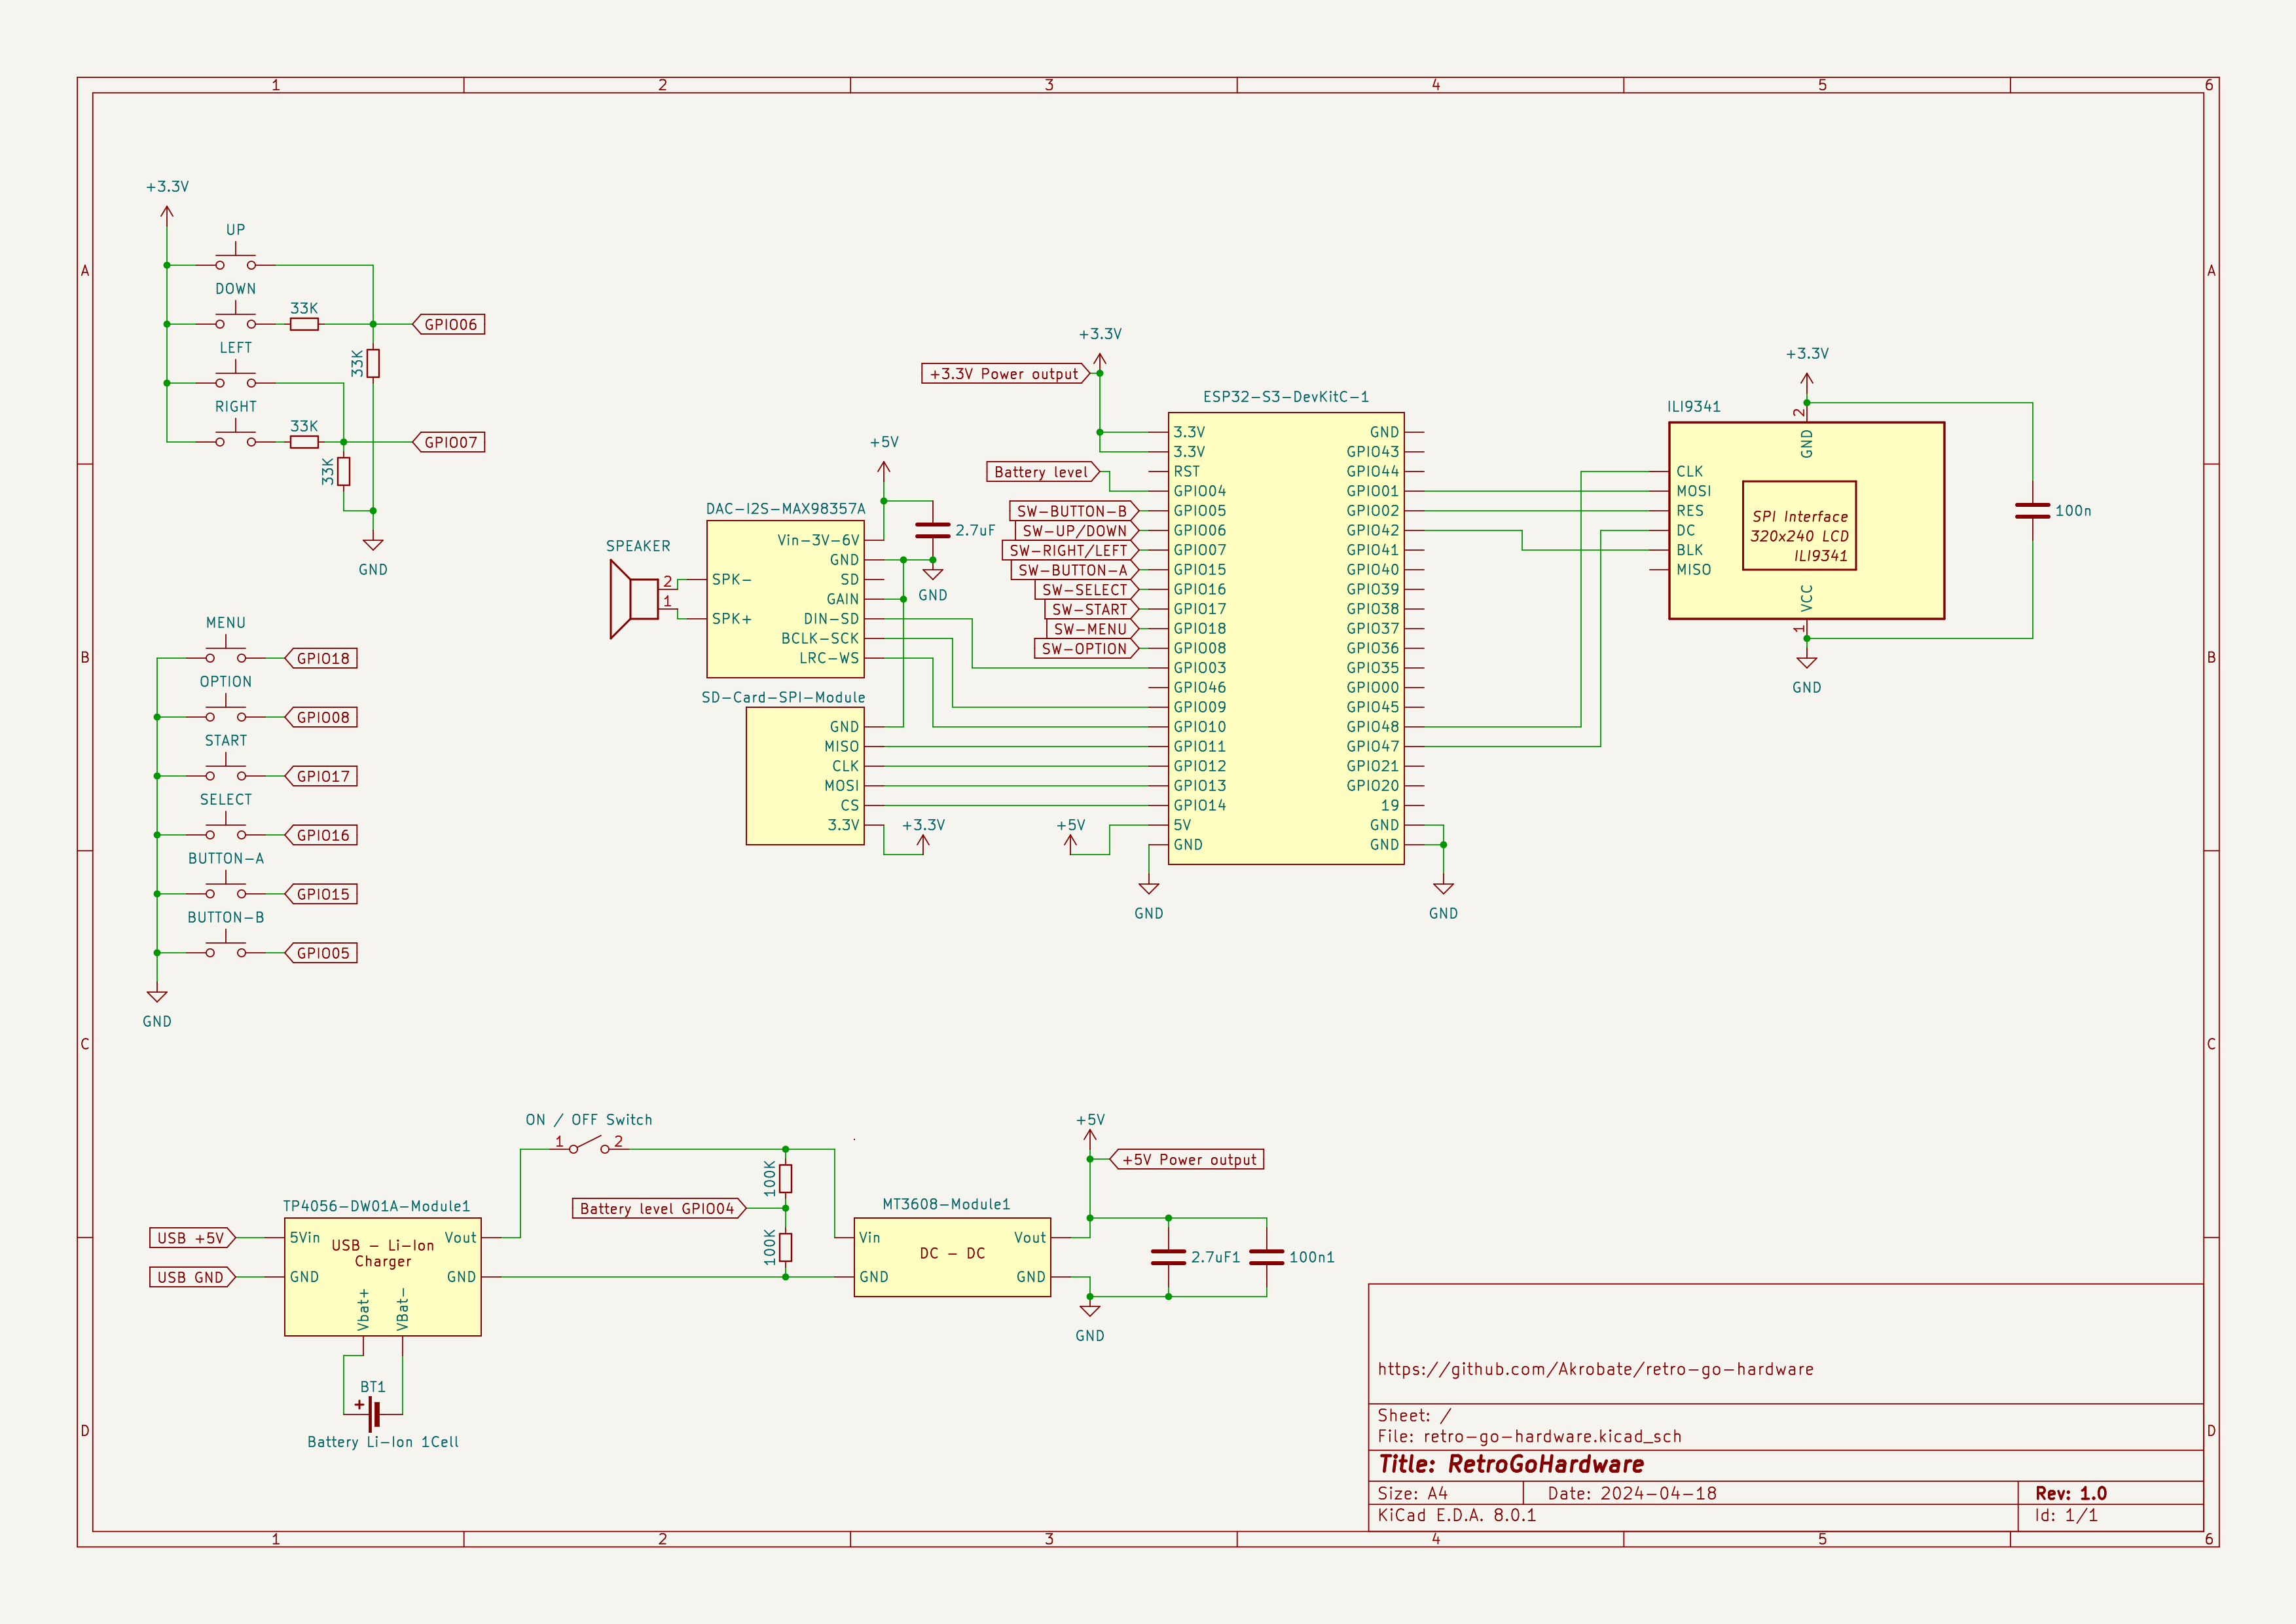 1 2 3 4 5 6
A
B
C
D
A
B
C
D
1 2 3 4 5 6
+3.3V
UP
DOWN
33K
GPIO06
LEFT
33K
RIGHT
33K
GPIO07
33K
GND
MENU
GPIO18
OPTION
GPIO08
START
GPIO17
SELECT
GPIO16
BUTTON-A
GPIO15
BUTTON-B
GPIO05
GND
SPEAKER
2
1
+5V
2.7uF
GND
DAC-I2S-MAX98357A
Vin-3V-6V
GND
SD
SPK-
GAIN
SPK+
DIN-SD
BCLK-SCK
LRC-WS
SD-Card-SPI-Module
GND
MISO
CLK
MOSI
CS
3.3V
+3.3V
+3.3V
+3.3V Power output
Battery level
SW-BUTTON-B
SW-UP/DOWN
SW-RIGHT/LEFT
SW-BUTTON-A
SW-SELECT
SW-START
SW-MENU
SW-OPTION
+5V
GND
ESP32-S3-DevKitC-1
3.3V GND
3.3V GPIO43
RST GPIO44
GPIO04 GPIO01
GPIO05 GPIO02
GPIO06 GPIO42
GPIO07 GPIO41
GPIO15 GPIO40
GPIO16 GPIO39
GPIO17 GPIO38
GPIO18 GPIO37
GPIO08 GPIO36
GPIO03 GPIO35
GPIO46 GPIO00
GPIO09 GPIO45
GPIO10 GPIO48
GPIO11 GPIO47
GPIO12 GPIO21
GPIO13 GPIO20
GPIO14 19
5V GND
GND GND
GND
+3.3V
ILI9341
2
GND
CLK
MOSI
RES
DC
BLK
MISO
SPI Interface
320x240 LCD
ILI9341
VCC
1
GND
100n
ON / OFF Switch
1 2
TP4056-DW01A-Module1
USB +5V
USB GND
5Vin
USB - Li-Ion
Charger
Vout
GND
GND
Vbat+
VBat-
BT1
+
Battery Li-Ion 1Cell
100K
Battery level GPIO04
100K
MT3608-Module1
Vin
DC - DC
Vout
GND
GND
+5V
+5V Power output
2.7uF1
100n1
GND
https://github.com/Akrobate/retro-go-hardware
Sheet: /
File: retro-go-hardware.kicad_sch
Title: RetroGoHardware
Size: A4 Date: 2024-04-18 Rev: 1.0
KiCad E.D.A. 8.0.1 Id: 1/1